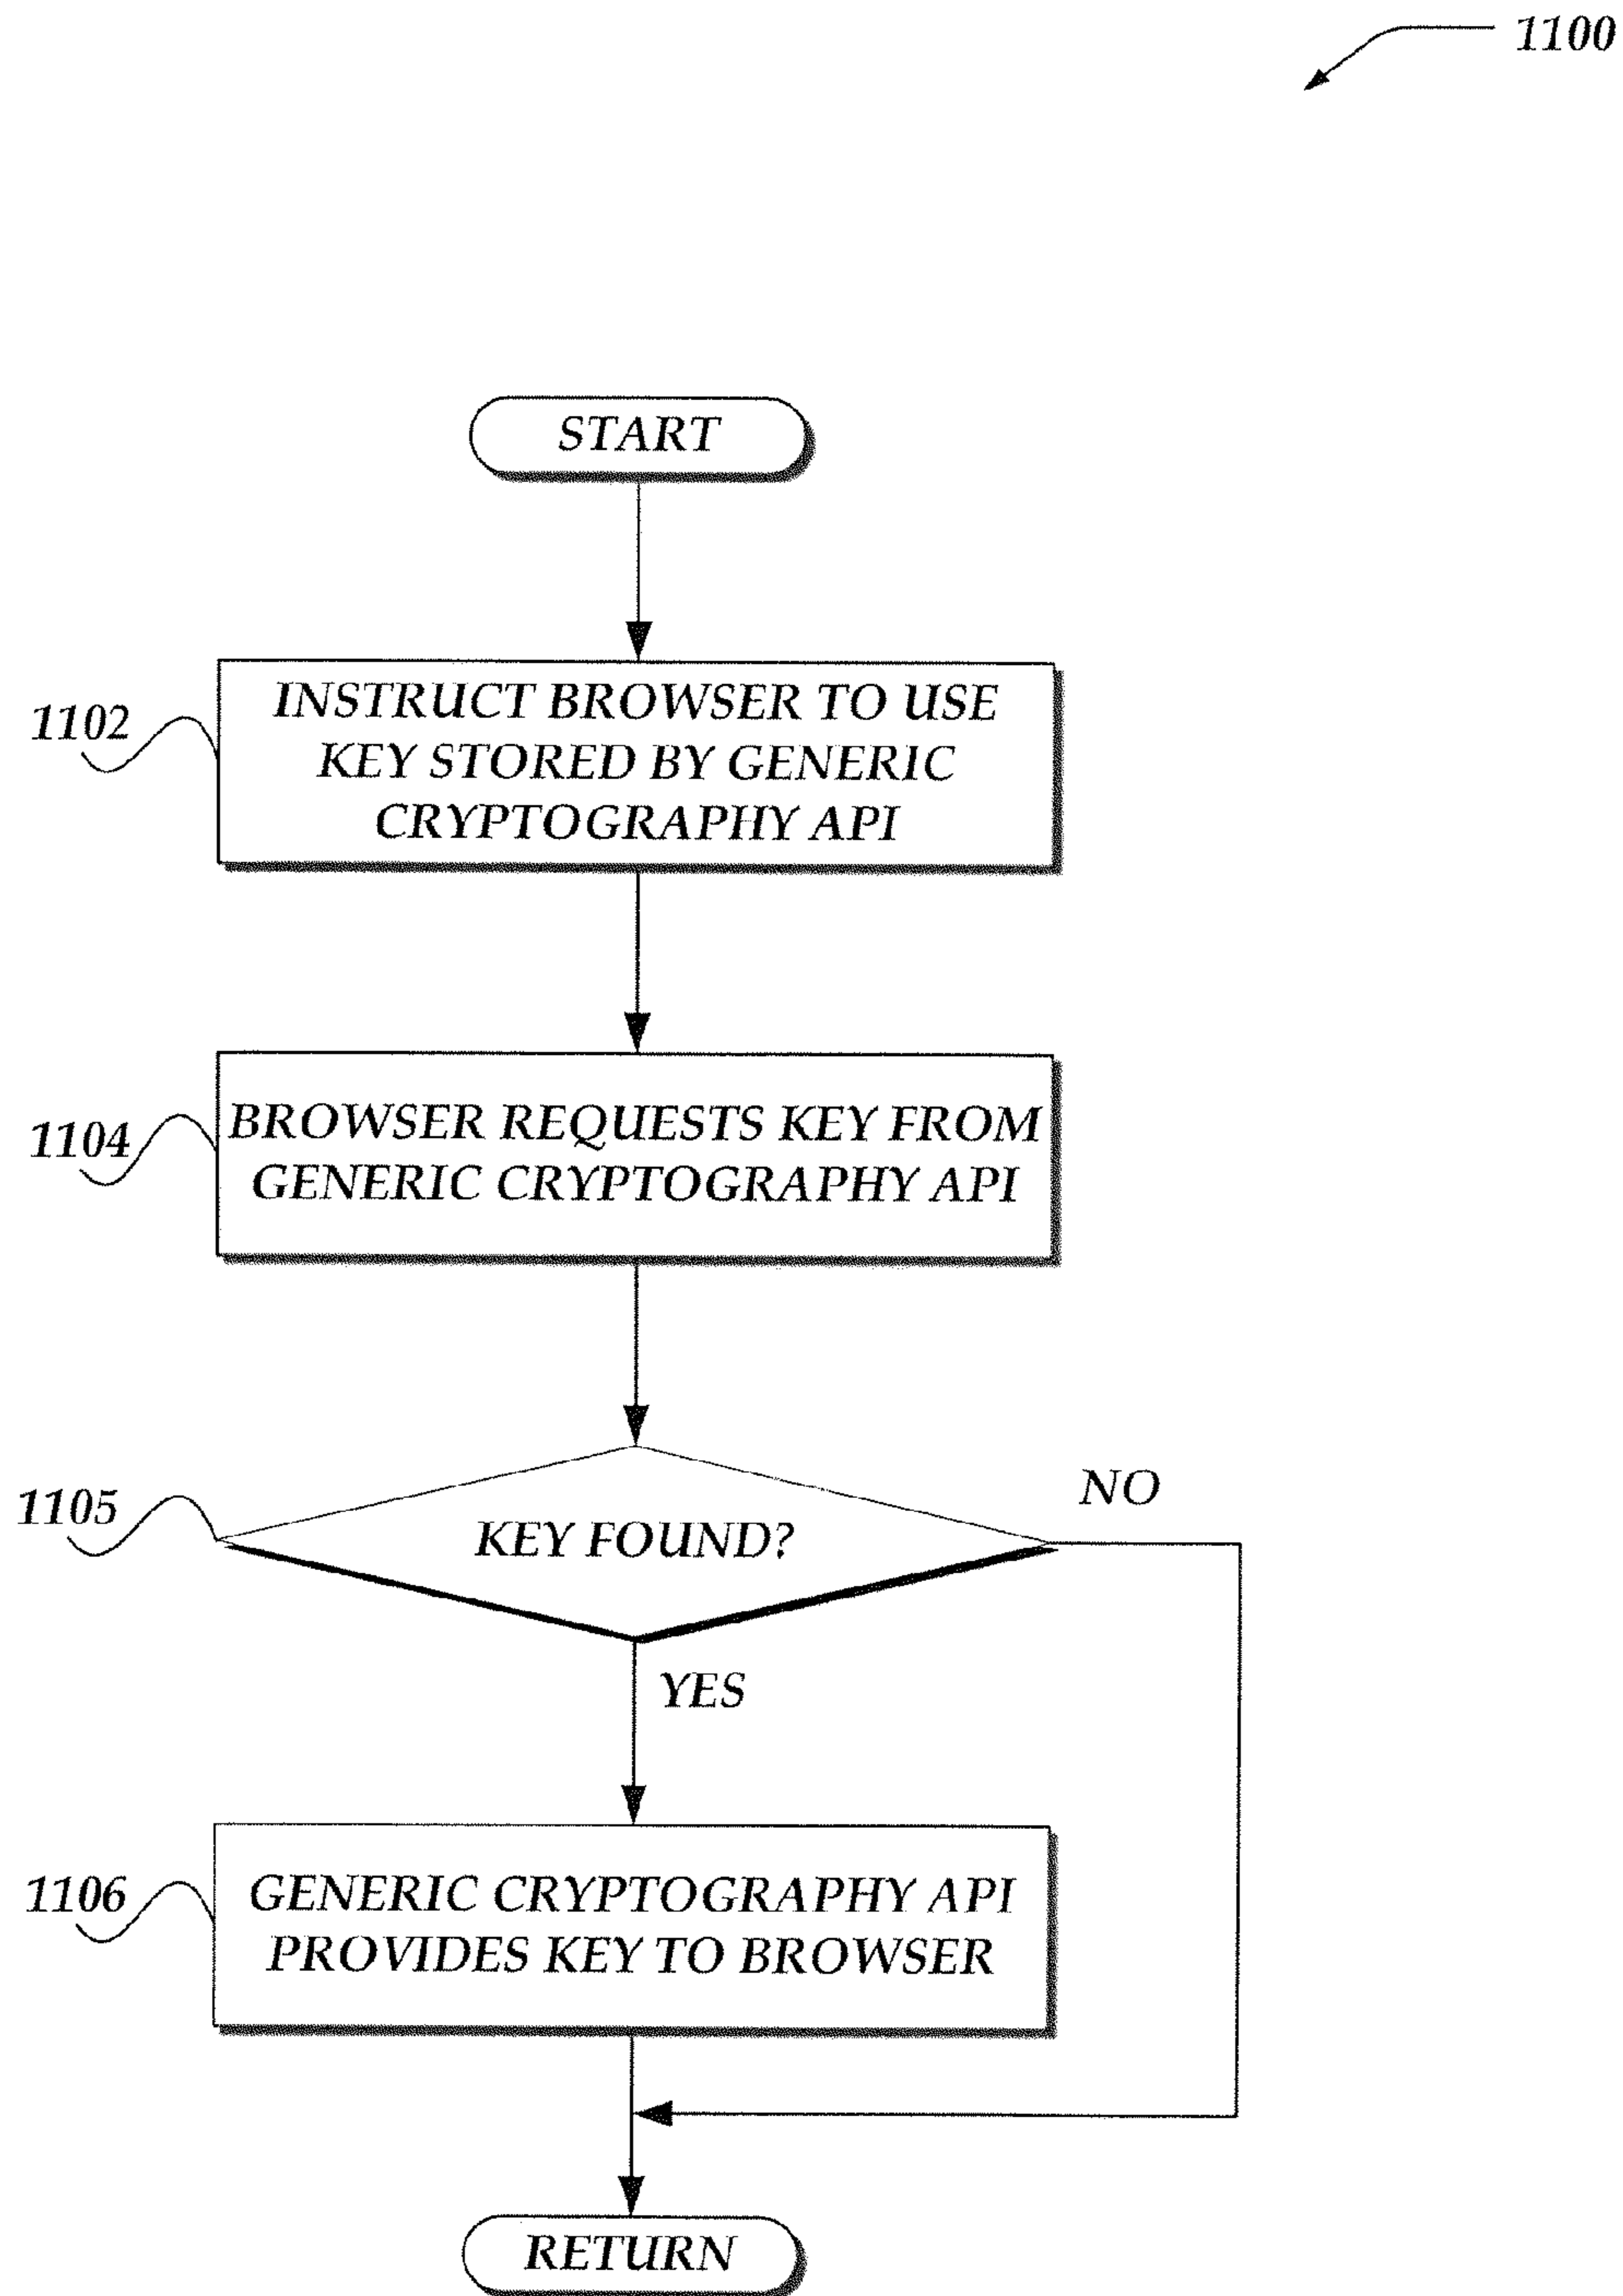 1100
START
1102
INSTRUCT BROWSER TO USE
KEY STORED BY GENERIC
CRYPTOGRAPHY API
1104
BROWSER REQUESTS KEY FROM
GENERIC CRYPTOGRAPHY API
1105
KEY FOUND?
NO
YES
1106
GENERIC CRYPTOGRAPHY API
PROVIDES KEY TO BROWSER
RETURN